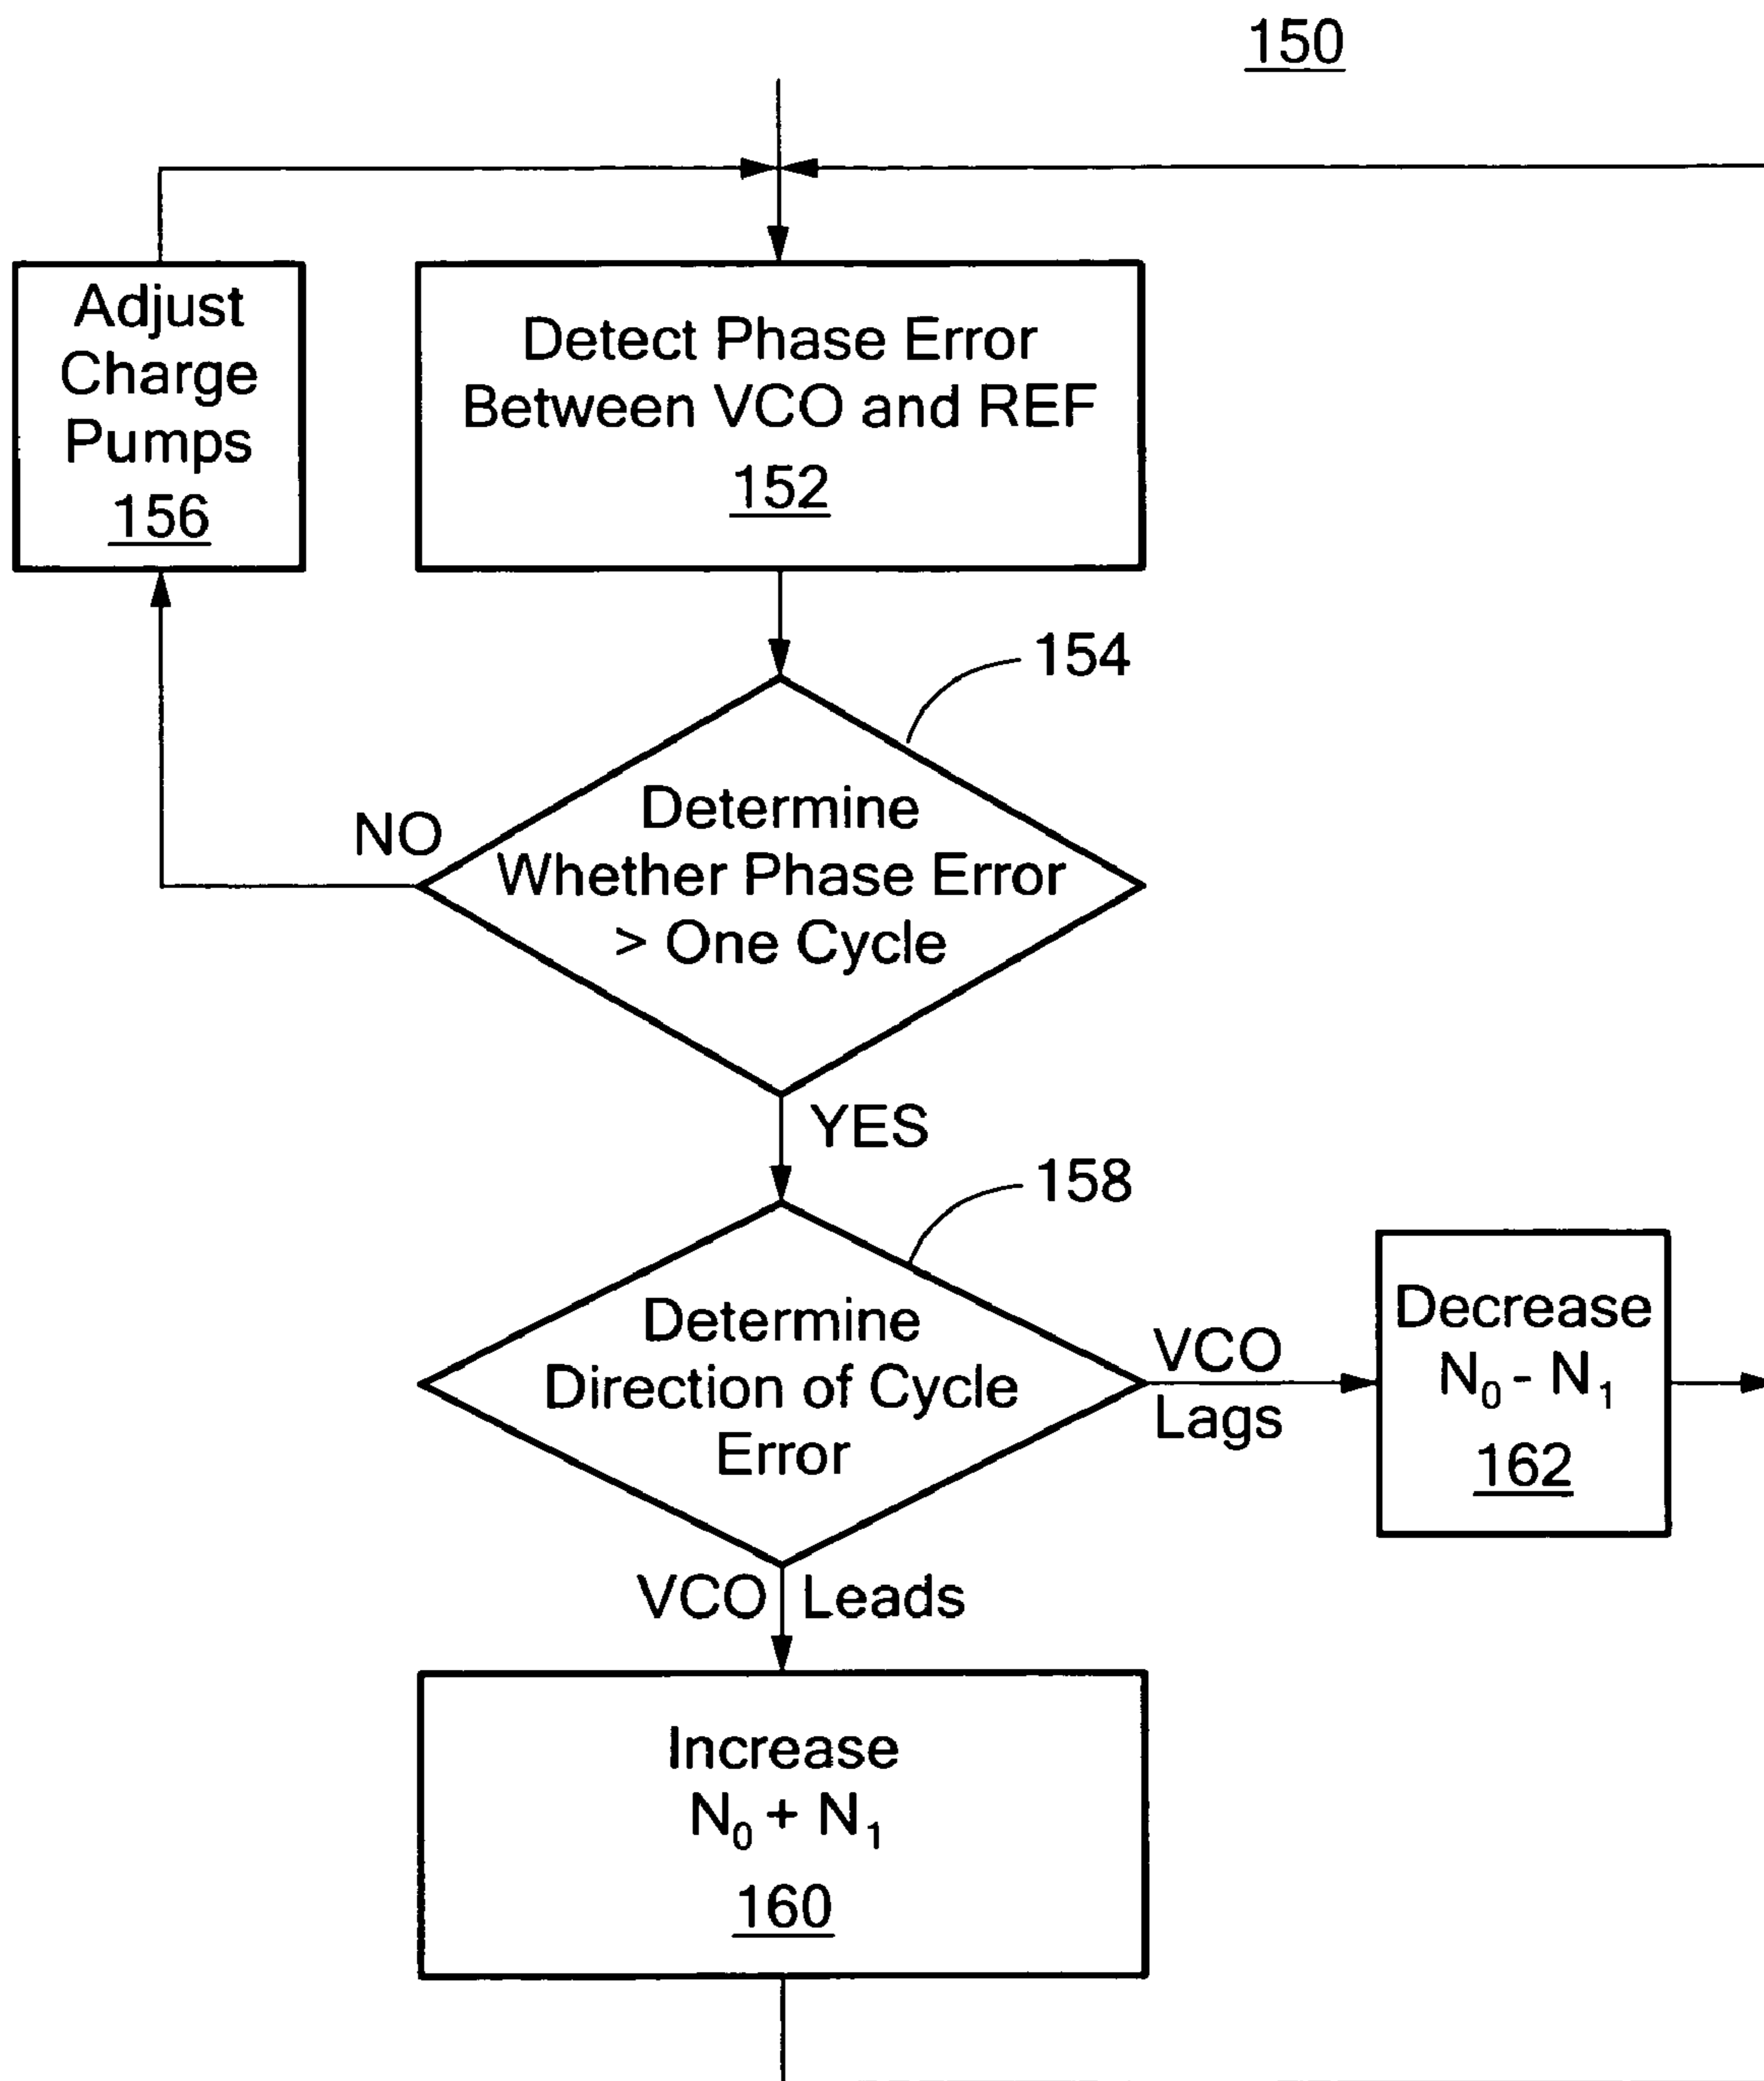 150
Adjust
Charge
Pumps
156
Detect Phase Error
Between VCO and REF
152
154
Determine
Whether Phase Error
> One Cycle
NO
YES
158
Determine
Direction of Cycle
Error
VCO
Lags
Decrease
N₀ - N₁
162
VCO Leads
Increase
N₀ + N₁
160